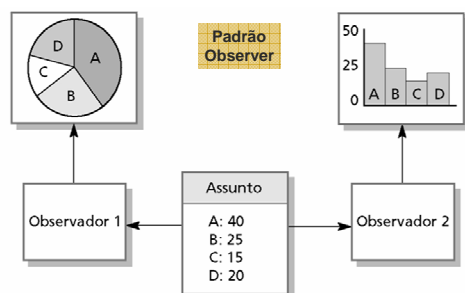 Padrão
Observer
D
A
C
B
50
25
0
A B C D
Observador 1
Assunto
A: 40
B: 25
C: 15
D: 20
Observador 2